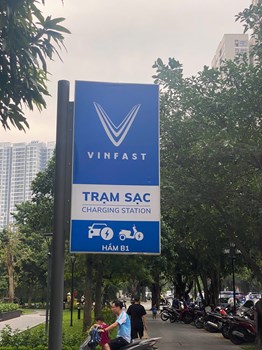 VINFAST
TRẠM SẠC
CHARGING STATION
HẦM B1